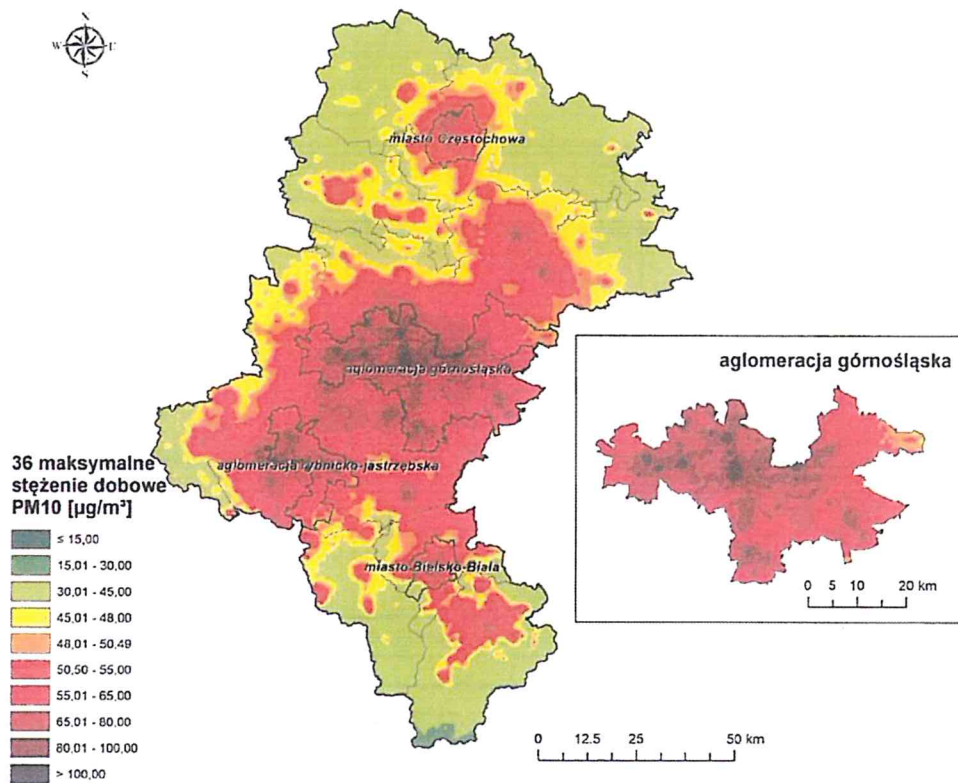 N
W
E
S
miasto Częstochowa
aglomeracja górnośląska
aglomeracja rybnicko-jastrzębska
miasto Bielsko-Biała
36 maksymalne
stężenie dobowe
PM10 [µg/m³]
≤ 15,00
15,01 - 30,00
30,01 - 45,00
45,01 - 48,00
48,01 - 50,49
50,50 - 55,00
55,01 - 65,00
65,01 - 80,00
80,01 - 100,00
> 100,00
aglomeracja górnośląska
0 5 10 20 km
0 12.5 25 50 km